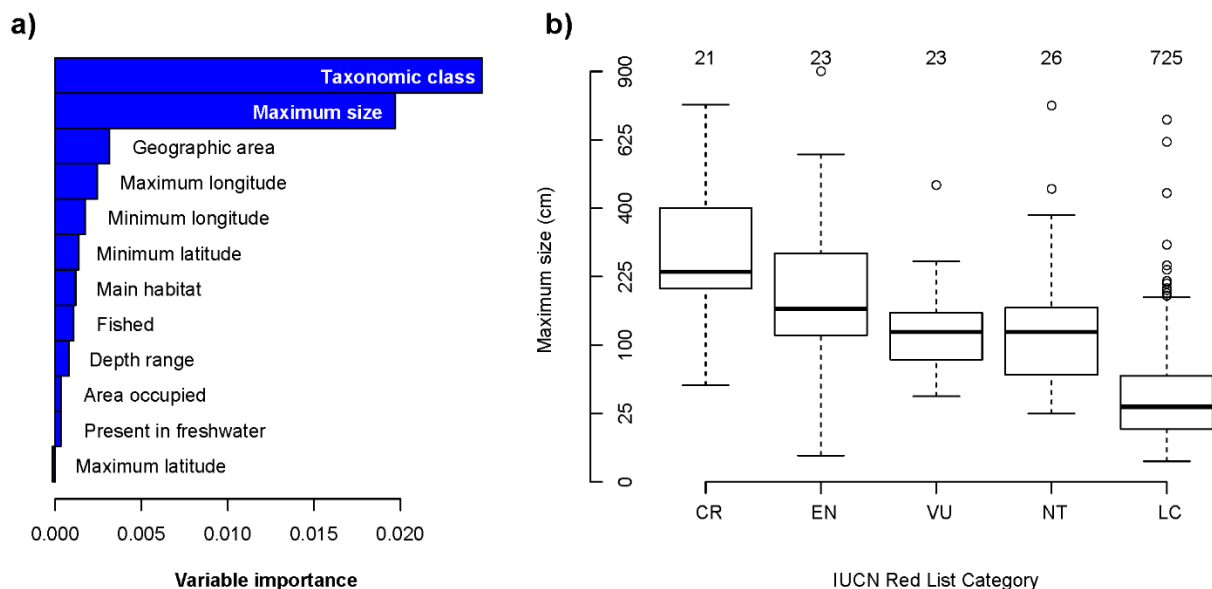 a)
Taxonomic class
Maximum size
Geographic area
Maximum longitude
Minimum longitude
Minimum latitude
Main habitat
Fished
Depth range
Area occupied
Present in freshwater
Maximum latitude
0.000 0.005 0.010 0.015 0.020
Variable importance
b)
21 23 23 26 725
900
625
400
225
100
25
0
Maximum size (cm)
CR EN VU NT LC
IUCN Red List Category